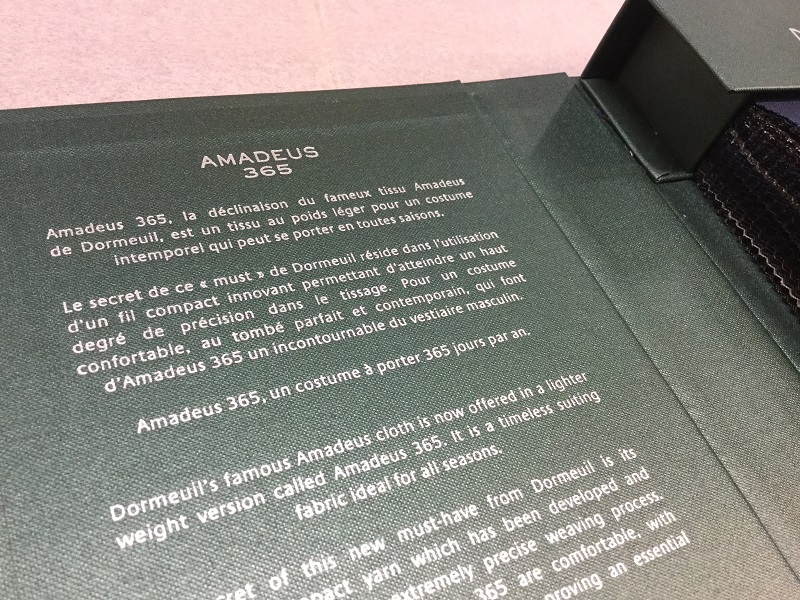 AMADEUS
365
Amadeus 365, la déclinaison du fameux tissu Amadeus
de Dormeuil, est un tissu au poids léger pour un costume
intemporel qui peut se porter en toutes saisons.
Le secret de ce « must » de Dormeuil réside dans l'utilisation
d'un fil compact innovant permettant d'atteindre un haut
degré de précision dans le tissage. Pour un costume
confortable, au tombé parfait et contemporain, qui font
d'Amadeus 365 un incontournable du vestiaire masculin.
Amadeus 365, un costume à porter 365 jours par an.
Dormeuil's famous Amadeus cloth is now offered in a lighter
weight version called Amadeus 365. It is a timeless suiting
fabric ideal for all seasons.
of this new must-have from Dormeuil is its
yarn which has been developed and
extremely precise weaving process.
365 are comfortable, with
an essential